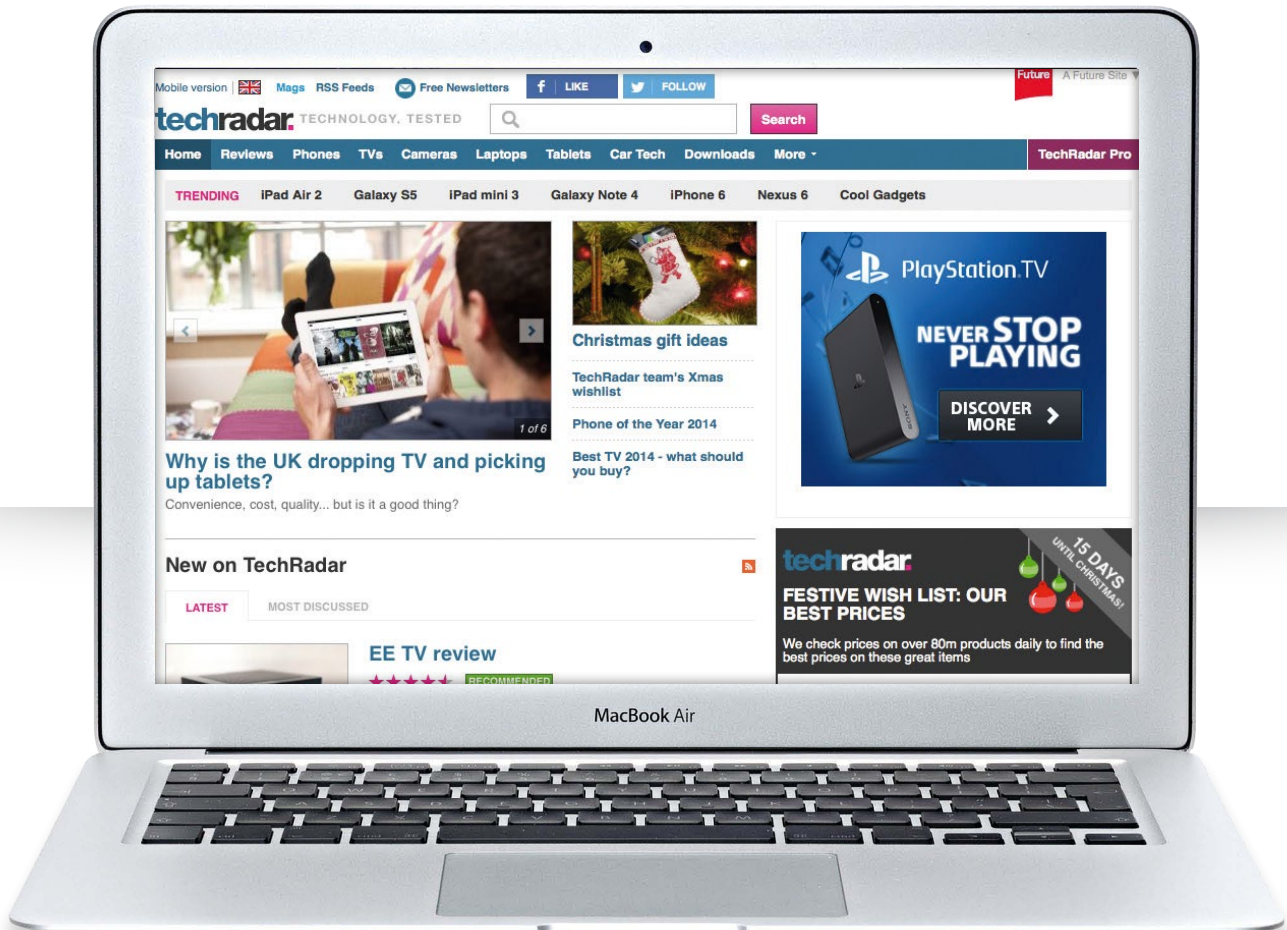 Mobile version
Mags
RSS Feeds
Free Newsletters
f LIKE
FOLLOW
Future
A Future Site
techradar. TECHNOLOGY, TESTED
Search
Home Reviews Phones TVs Cameras Laptops Tablets Car Tech Downloads More
TechRadar Pro
TRENDING iPad Air 2 Galaxy S5 iPad mini 3 Galaxy Note 4 iPhone 6 Nexus 6 Cool Gadgets
1 of 6
Why is the UK dropping TV and picking
up tablets?
Convenience, cost, quality... but is it a good thing?
Christmas gift ideas
TechRadar team's Xmas
wishlist
Phone of the Year 2014
Best TV 2014 - what should
you buy?
PlayStation.TV
NEVER STOP
PLAYING
SONY
DISCOVER
MORE
New on TechRadar
LATEST
MOST DISCUSSED
EE TV review
RECOMMENDED
techradar.
15 DAYS
UNTIL CHRISTMAS!
FESTIVE WISH LIST: OUR
BEST PRICES
We check prices on over 80m products daily to find the
best prices on these great items
MacBook Air